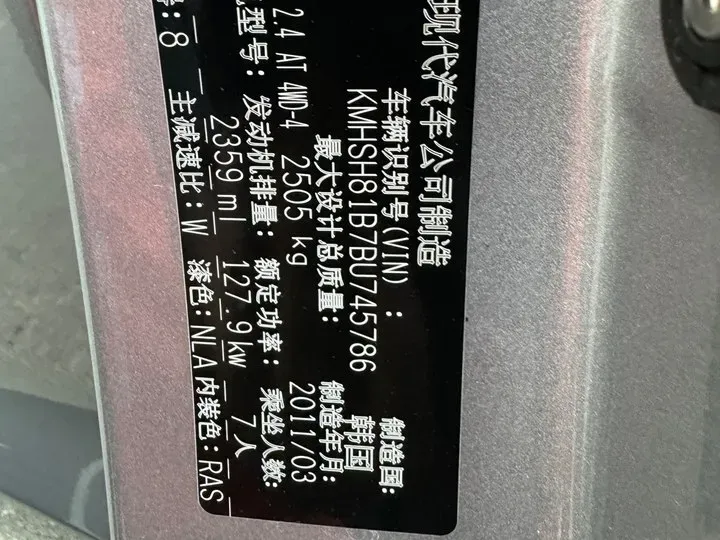 现代汽车公司制造
车辆识别号(VIN) : 制造国:
KMHSH81B7BU745786 韩国
最大设计总质量: 制造年月:
2.4 AT 4WD-4 2505 kg 2011/03
型号: 发动机排量: 额定功率: 乘坐人数:
2359 ml 127.9kw 7人
号: 8 主减速比: W 漆色: NLA 内装色: RAS